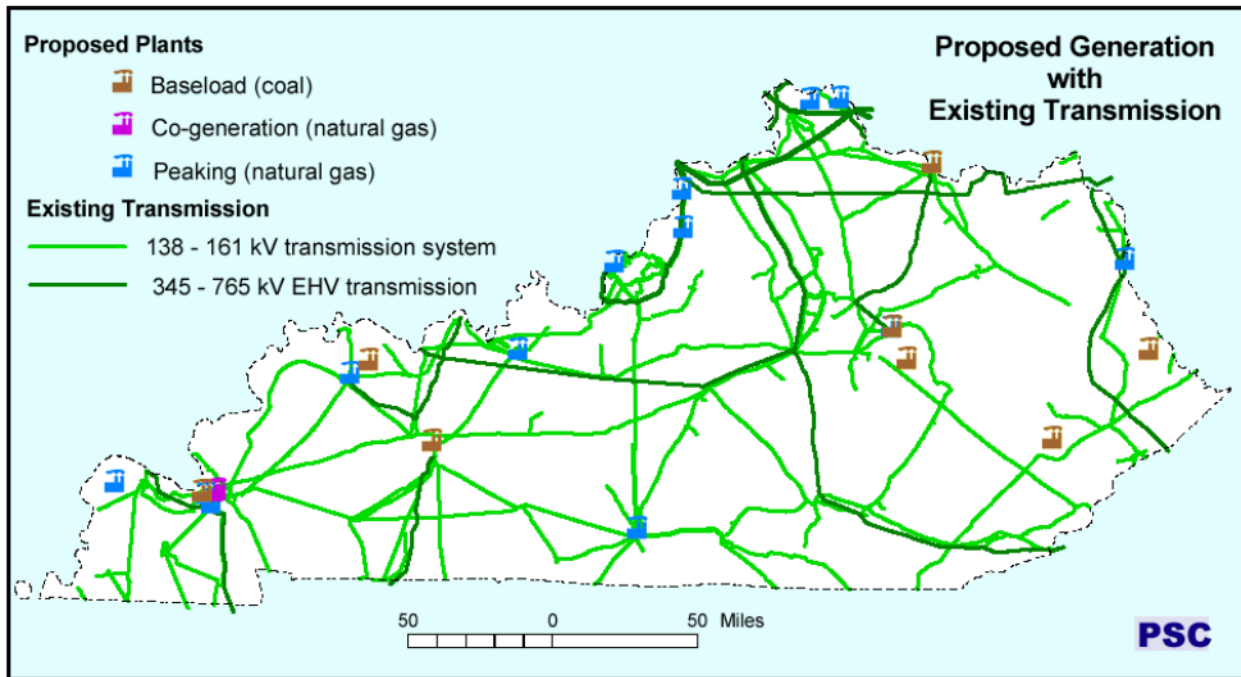 Proposed Plants
Baseload (coal)
Co-generation (natural gas)
Peaking (natural gas)
Existing Transmission
138 - 161 kV transmission system
345 - 765 kV EHV transmission
Proposed Generation
with
Existing Transmission
50 0 50 Miles
PSC